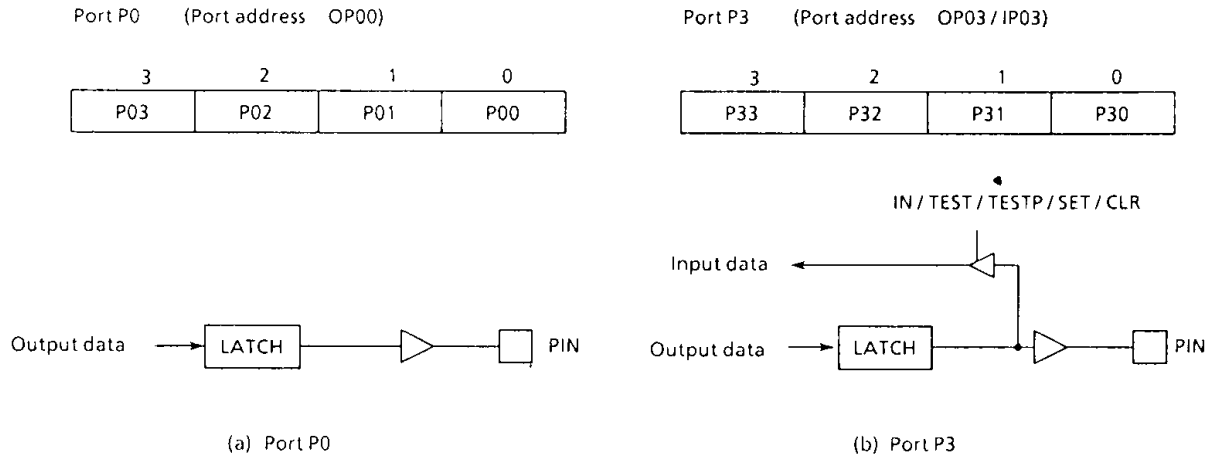 Port P0 (Port address OP00)
3 2 1 0
P03 P02 P01 P00
Output data
LATCH
PIN
(a) Port P0
Port P3 (Port address OP03 / IP03)
3 2 1 0
P33 P32 P31 P30
IN / TEST / TESTP / SET / CLR
Input data
Output data
LATCH
PIN
(b) Port P3